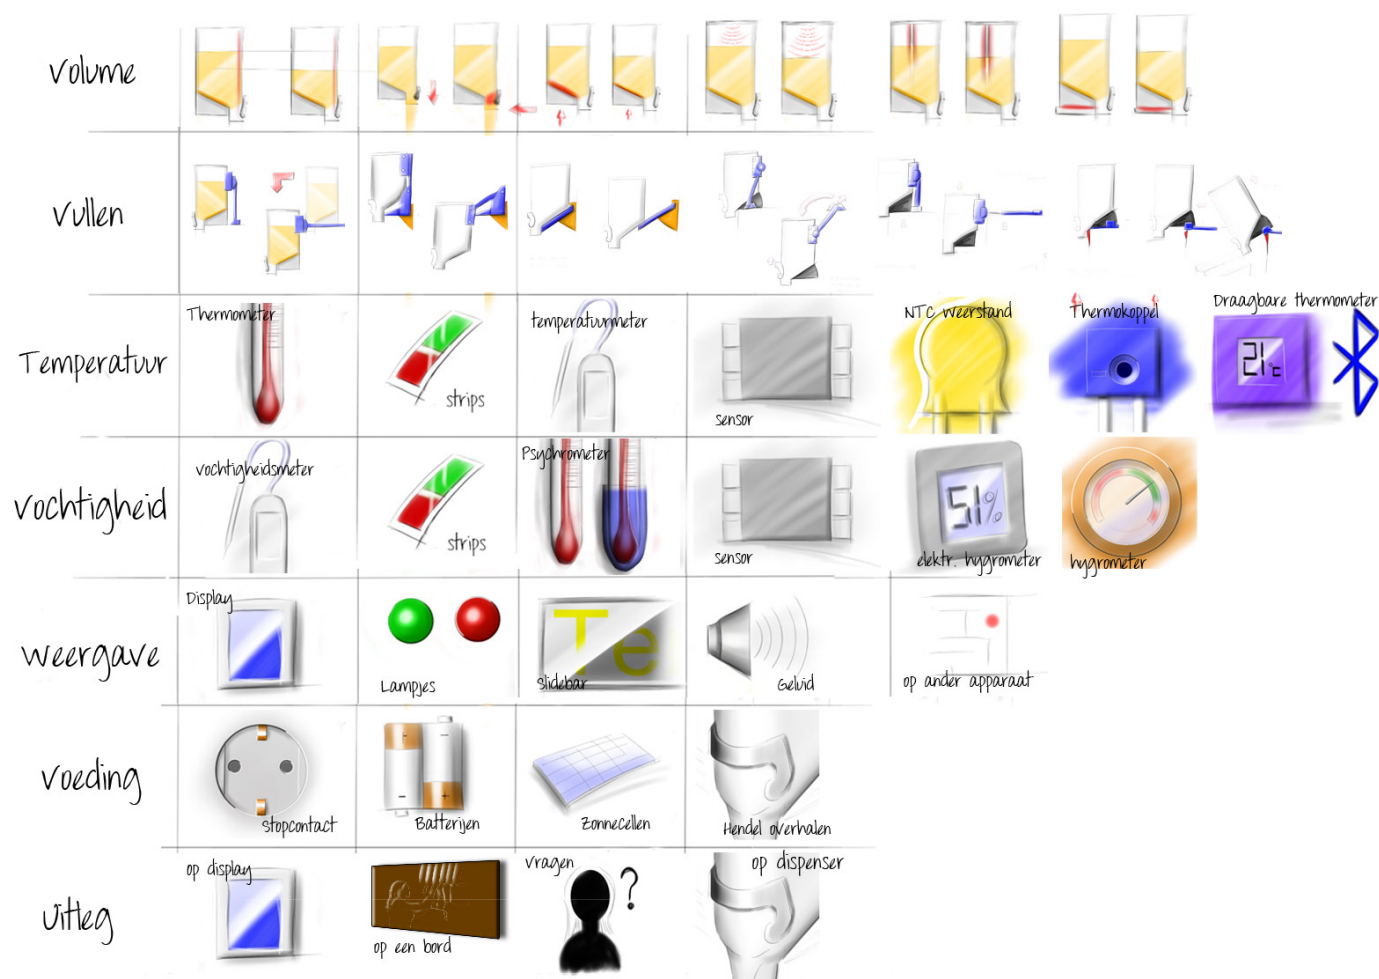 Volume
Vullen
Temperatuur
Thermometer
strips
temperatuurmeter
sensor
NTC weerstand
Thermokoppel
Draagbare thermometer
21°C
Vochtigheid
vochtigheidsmeter
strips
Psychrometer
sensor
51%
elektr. hygrometer
hygrometer
Weergave
Display
Lampjes
Te
Slidebar
Geluid
op ander apparaat
Voeding
Stopcontact
Batterijen
Zonnecellen
Hendel overhalen
Uitleg
op display
op een bord
Vragen
?
op dispenser